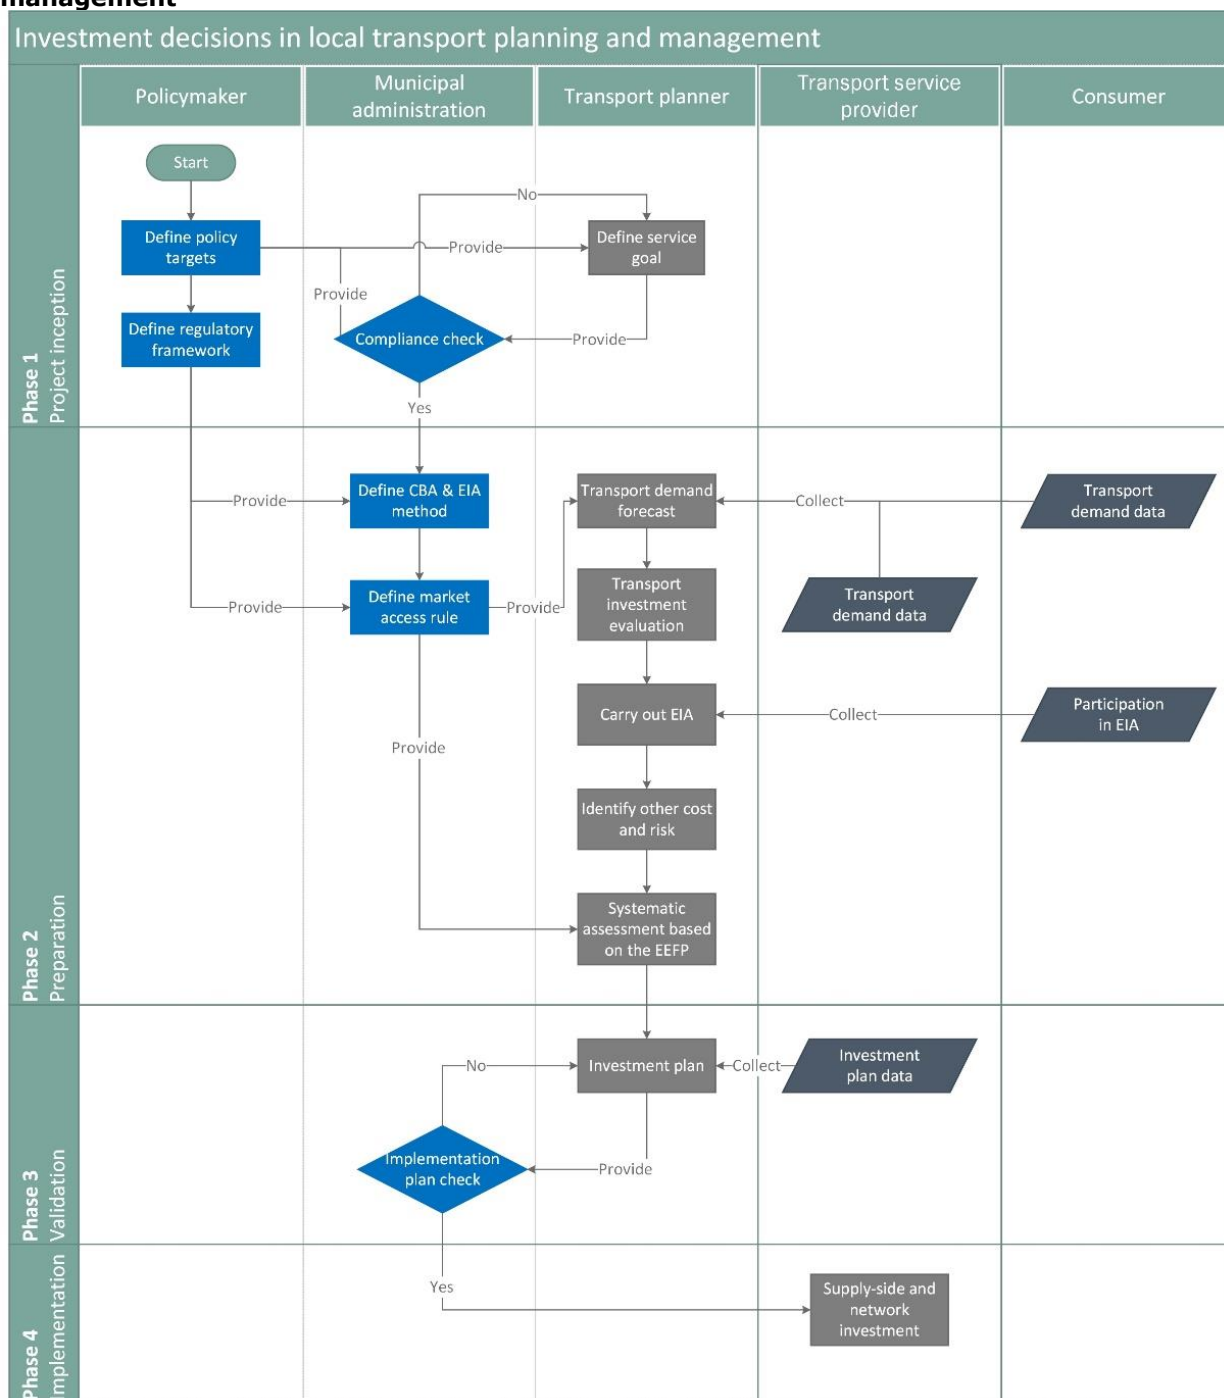 management
Investment decisions in local transport planning and management
Policymaker
Municipal
administration
Transport planner
Transport service
provider
Consumer
Phase 1
Project inception
Start
No
Define policy
targets
Provide
Define service
goal
Provide
Define regulatory
framework
Compliance check
Provide
Yes
Phase 2
Preparation
Provide
Define CBA & EIA
method
Transport demand
forecast
Collect
Transport
demand data
Provide
Define market
access rule
Provide
Transport
investment
evaluation
Transport
demand data
Carry out EIA
Collect
Participation
in EIA
Provide
Identify other cost
and risk
Systematic
assessment based
on the EEFP
Phase 3
Validation
No
Investment plan
Collect
Investment
plan data
Implementation
plan check
Provide
Phase 4
Implementation
Yes
Supply-side and
network
investment